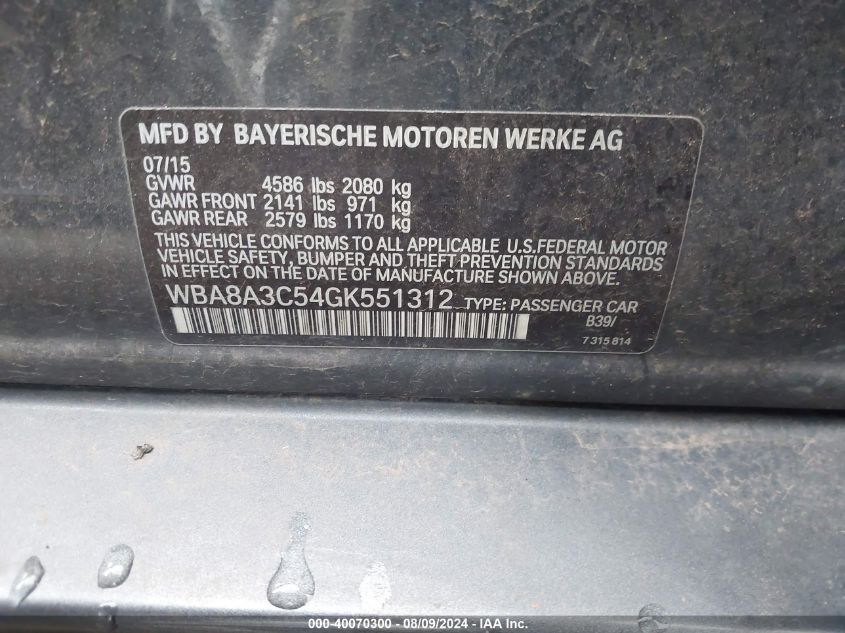 MFD BY BAYERISCHE MOTOREN WERKE AG
07/15
GVWR 4586 lbs 2080 kg
GAWR FRONT 2141 lbs 971 kg
GAWR REAR 2579 lbs 1170 kg
THIS VEHICLE CONFORMS TO ALL APPLICABLE U.S.FEDERAL MOTOR
VEHICLE SAFETY, BUMPER AND THEFT PREVENTION STANDARDS
IN EFFECT ON THE DATE OF MANUFACTURE SHOWN ABOVE.
WBA8A3C54GK551312 TYPE: PASSENGER CAR
B39/
7 315 814
000-40070300 - 08/09/2024 - IAA Inc.